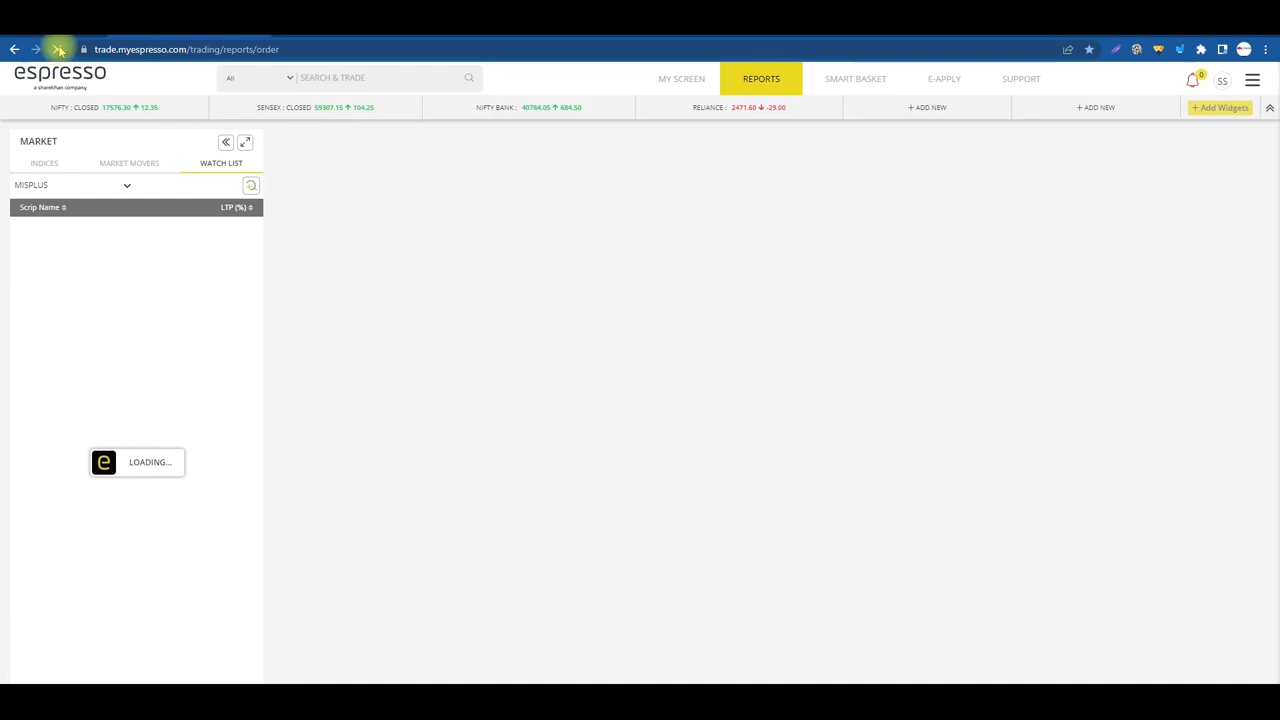 trade.myespresso.com/trading/reports/order
espresso
a sharekhan company
All
SEARCH & TRADE
MY SCREEN
REPORTS
SMART BASKET
E-APPLY
SUPPORT
0
SS
NIFTY : CLOSED 17576.30 ↑ 12.35
SENSEX : CLOSED 59307.15 ↑ 104.25
NIFTY BANK : 40784.05 ↑ 684.50
RELIANCE : 2471.60 ↓ -29.00
+ ADD NEW
+ ADD NEW
+ Add Widgets
MARKET
INDICES
MARKET MOVERS
WATCH LIST
MISPLUS
Scrip Name
LTP (%)
e LOADING...